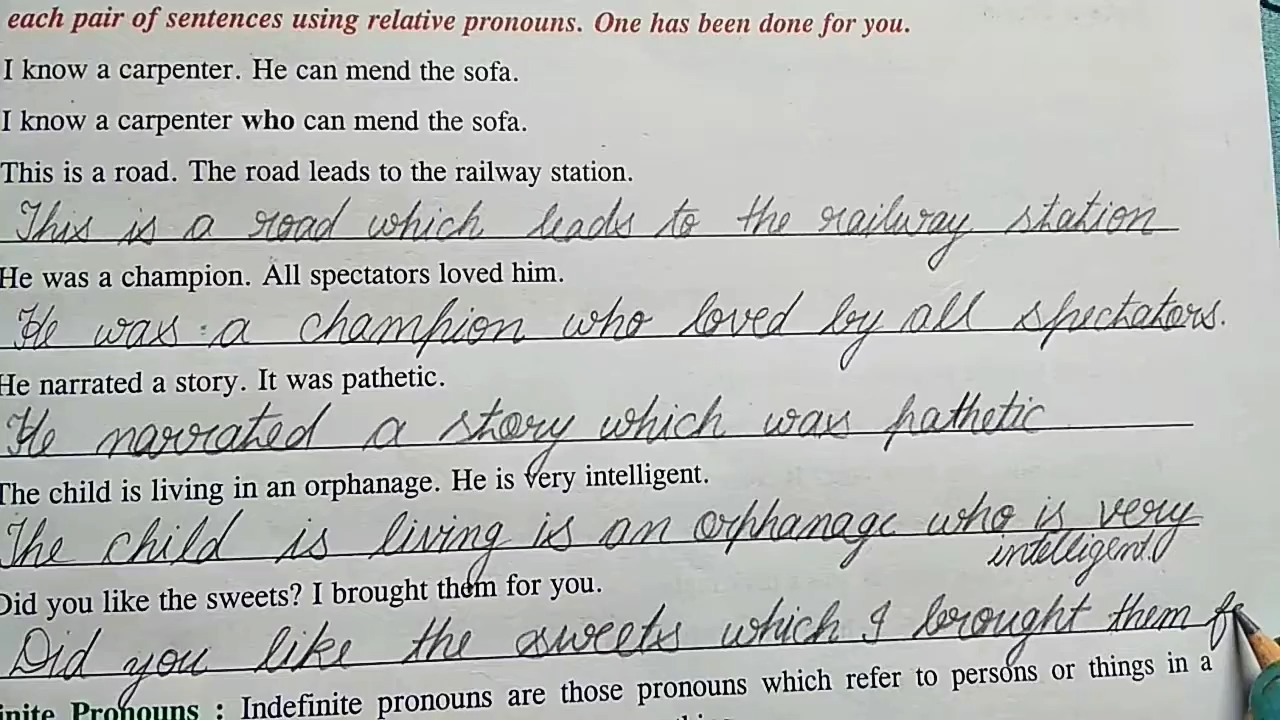 each pair of sentences using relative pronouns. One has been done for you.
I know a carpenter. He can mend the sofa.
I know a carpenter who can mend the sofa.
This is a road. The road leads to the railway station.
This is a road which leads to the railway station
He was a champion. All spectators loved him.
He was a champion who loved by all spectators.
He narrated a story. It was pathetic.
He narrated a story which was pathetic
The child is living in an orphanage. He is very intelligent.
The child is living is an orphanage who is very
intelligent.
Did you like the sweets? I brought them for you.
Did you like the sweets which I brought them
inite Pronouns : Indefinite pronouns are those pronouns which refer to persons or things in a